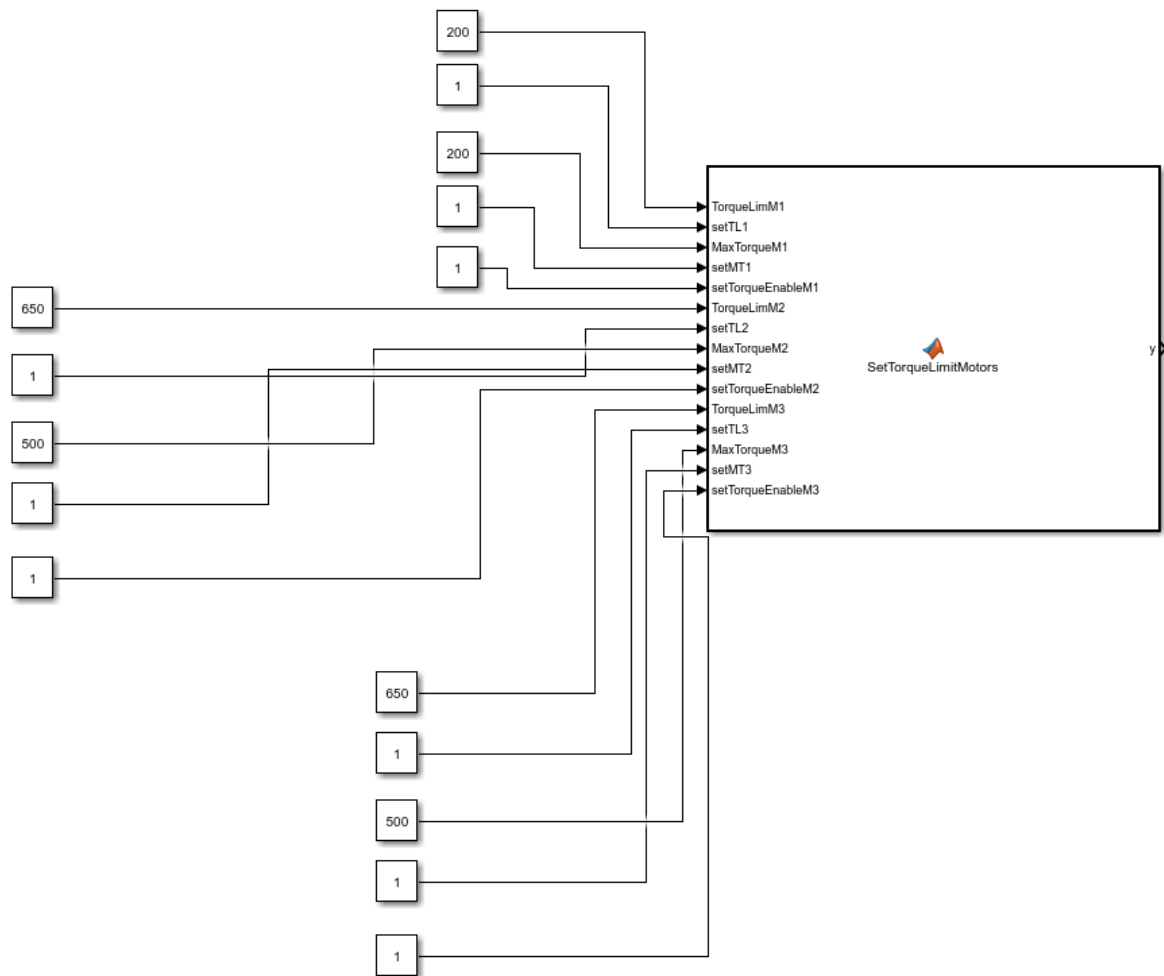 200
1
200
1
1
650
1
500
1
1
650
1
500
1
1
TorqueLimM1
setTL1
MaxTorqueM1
setMT1
setTorqueEnableM1
TorqueLimM2
setTL2
MaxTorqueM2
setMT2
setTorqueEnableM2
TorqueLimM3
setTL3
MaxTorqueM3
setMT3
setTorqueEnableM3
SetTorqueLimitMotors
y